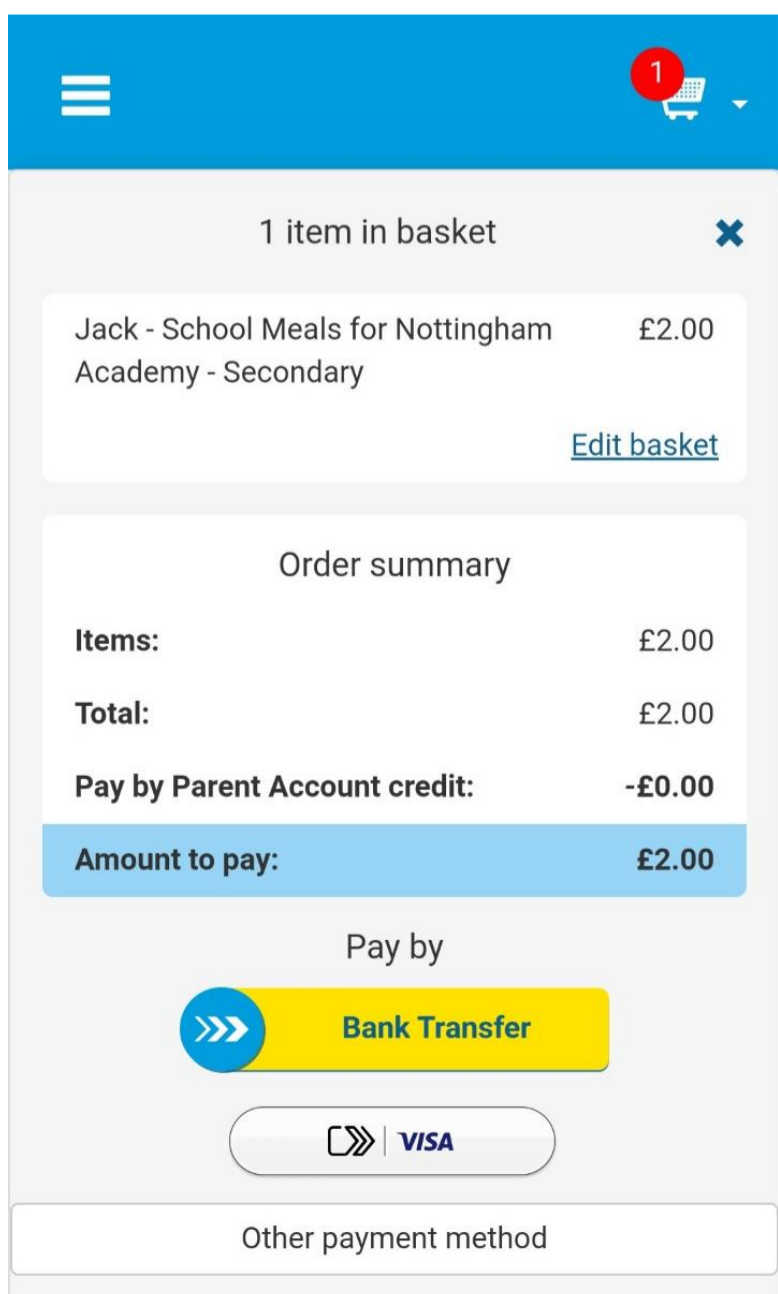 1
1 item in basket
Jack - School Meals for Nottingham £2.00
Academy - Secondary
Edit basket
Order summary
Items: £2.00
Total: £2.00
Pay by Parent Account credit: -£0.00
Amount to pay: £2.00
Pay by
Bank Transfer
VISA
Other payment method